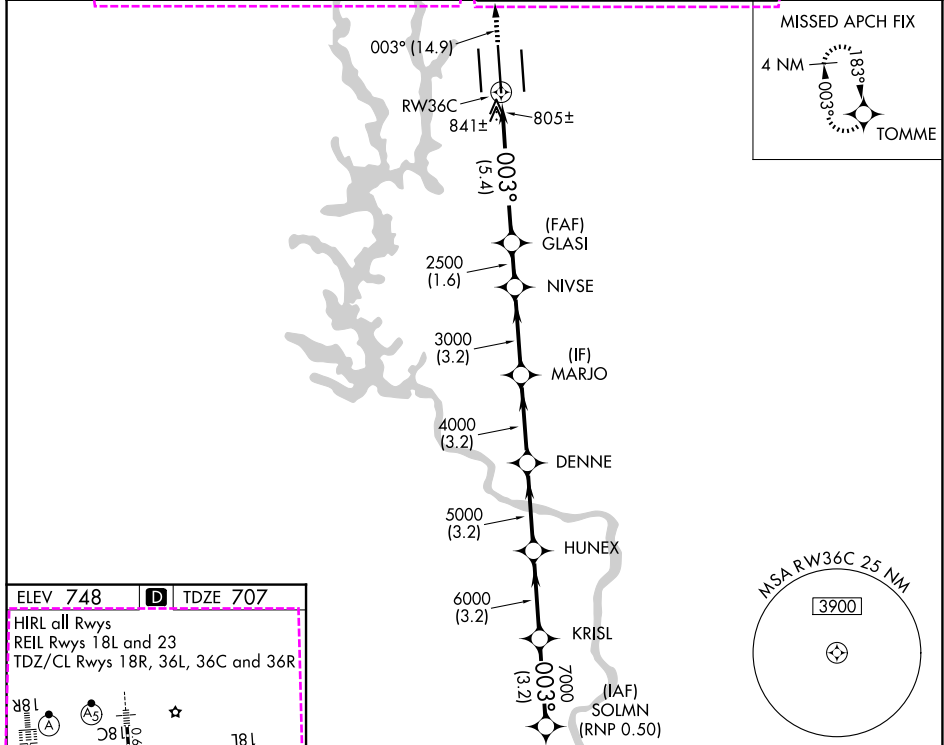 003° (14.9)
RW36C
841±
805±
003°
(5.4)
(FAF)
GLASI
2500
(1.6)
NIVSE
3000
(3.2)
(IF)
MARJO
4000
(3.2)
DENNE
5000
(3.2)
HUNEX
6000
(3.2)
KRISL
7000
003°
(3.2)
(IAF)
SOLMN
(RNP 0.50)
MISSED APCH FIX
4 NM
183°
003°
TOMME
MSA RW36C 25 NM
3900
ELEV 748 D TDZE 707
HIRL all Rwys
REIL Rwys 18L and 23
TDZ/CL Rwys 18R, 36L, 36C and 36R
18R
A
A5
18C
18L